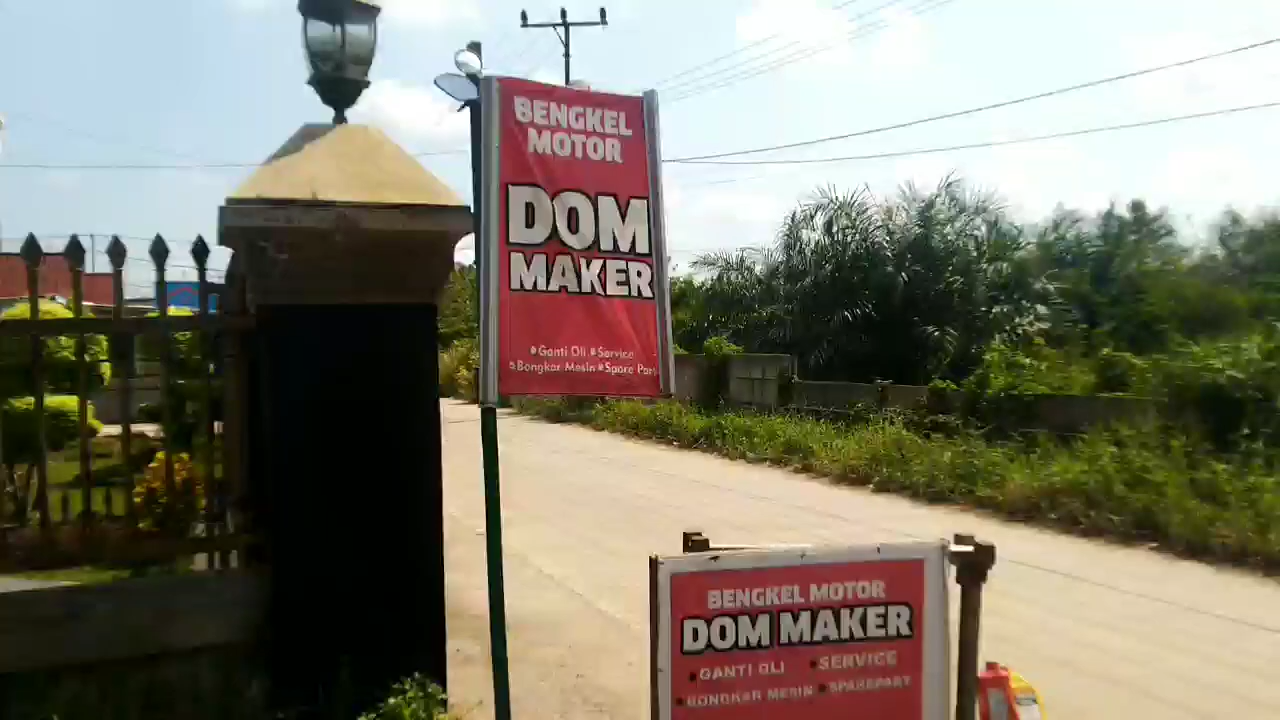 BENGKEL
MOTOR
DOM
MAKER
Ganti Oli Service
Bongkar Mesin Spare Part
BENGKEL MOTOR
DOM MAKER
GANTI OLI SERVICE
BONGKAR MESIN SPAREPART